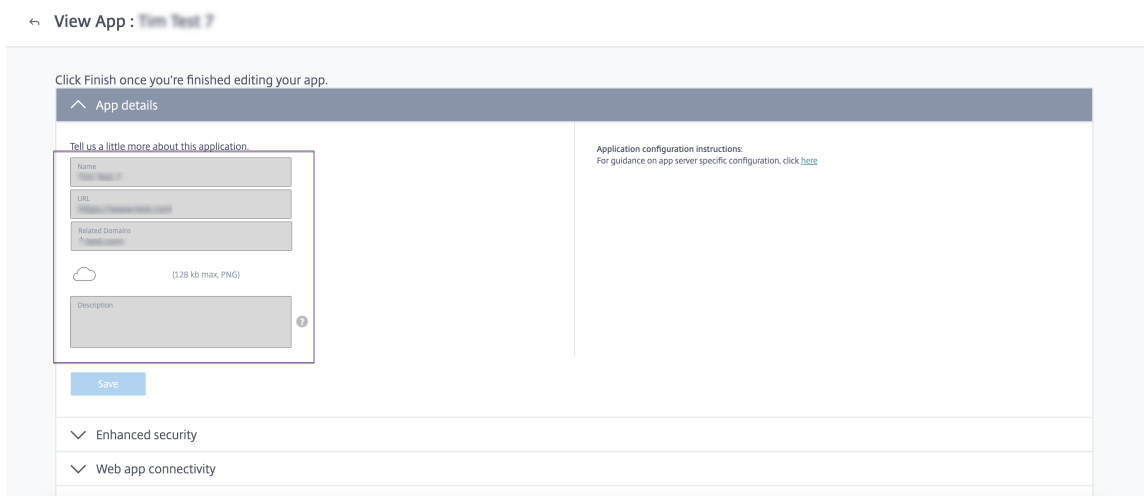 View App :
Click Finish once you're finished editing your app.
App details
Tell us a little more about this application.
Name
URL
Related Domains
(128 kb max, PNG)
Description
?
Save
Application configuration instructions:
For guidance on app server specific configuration, click here
Enhanced security
Web app connectivity